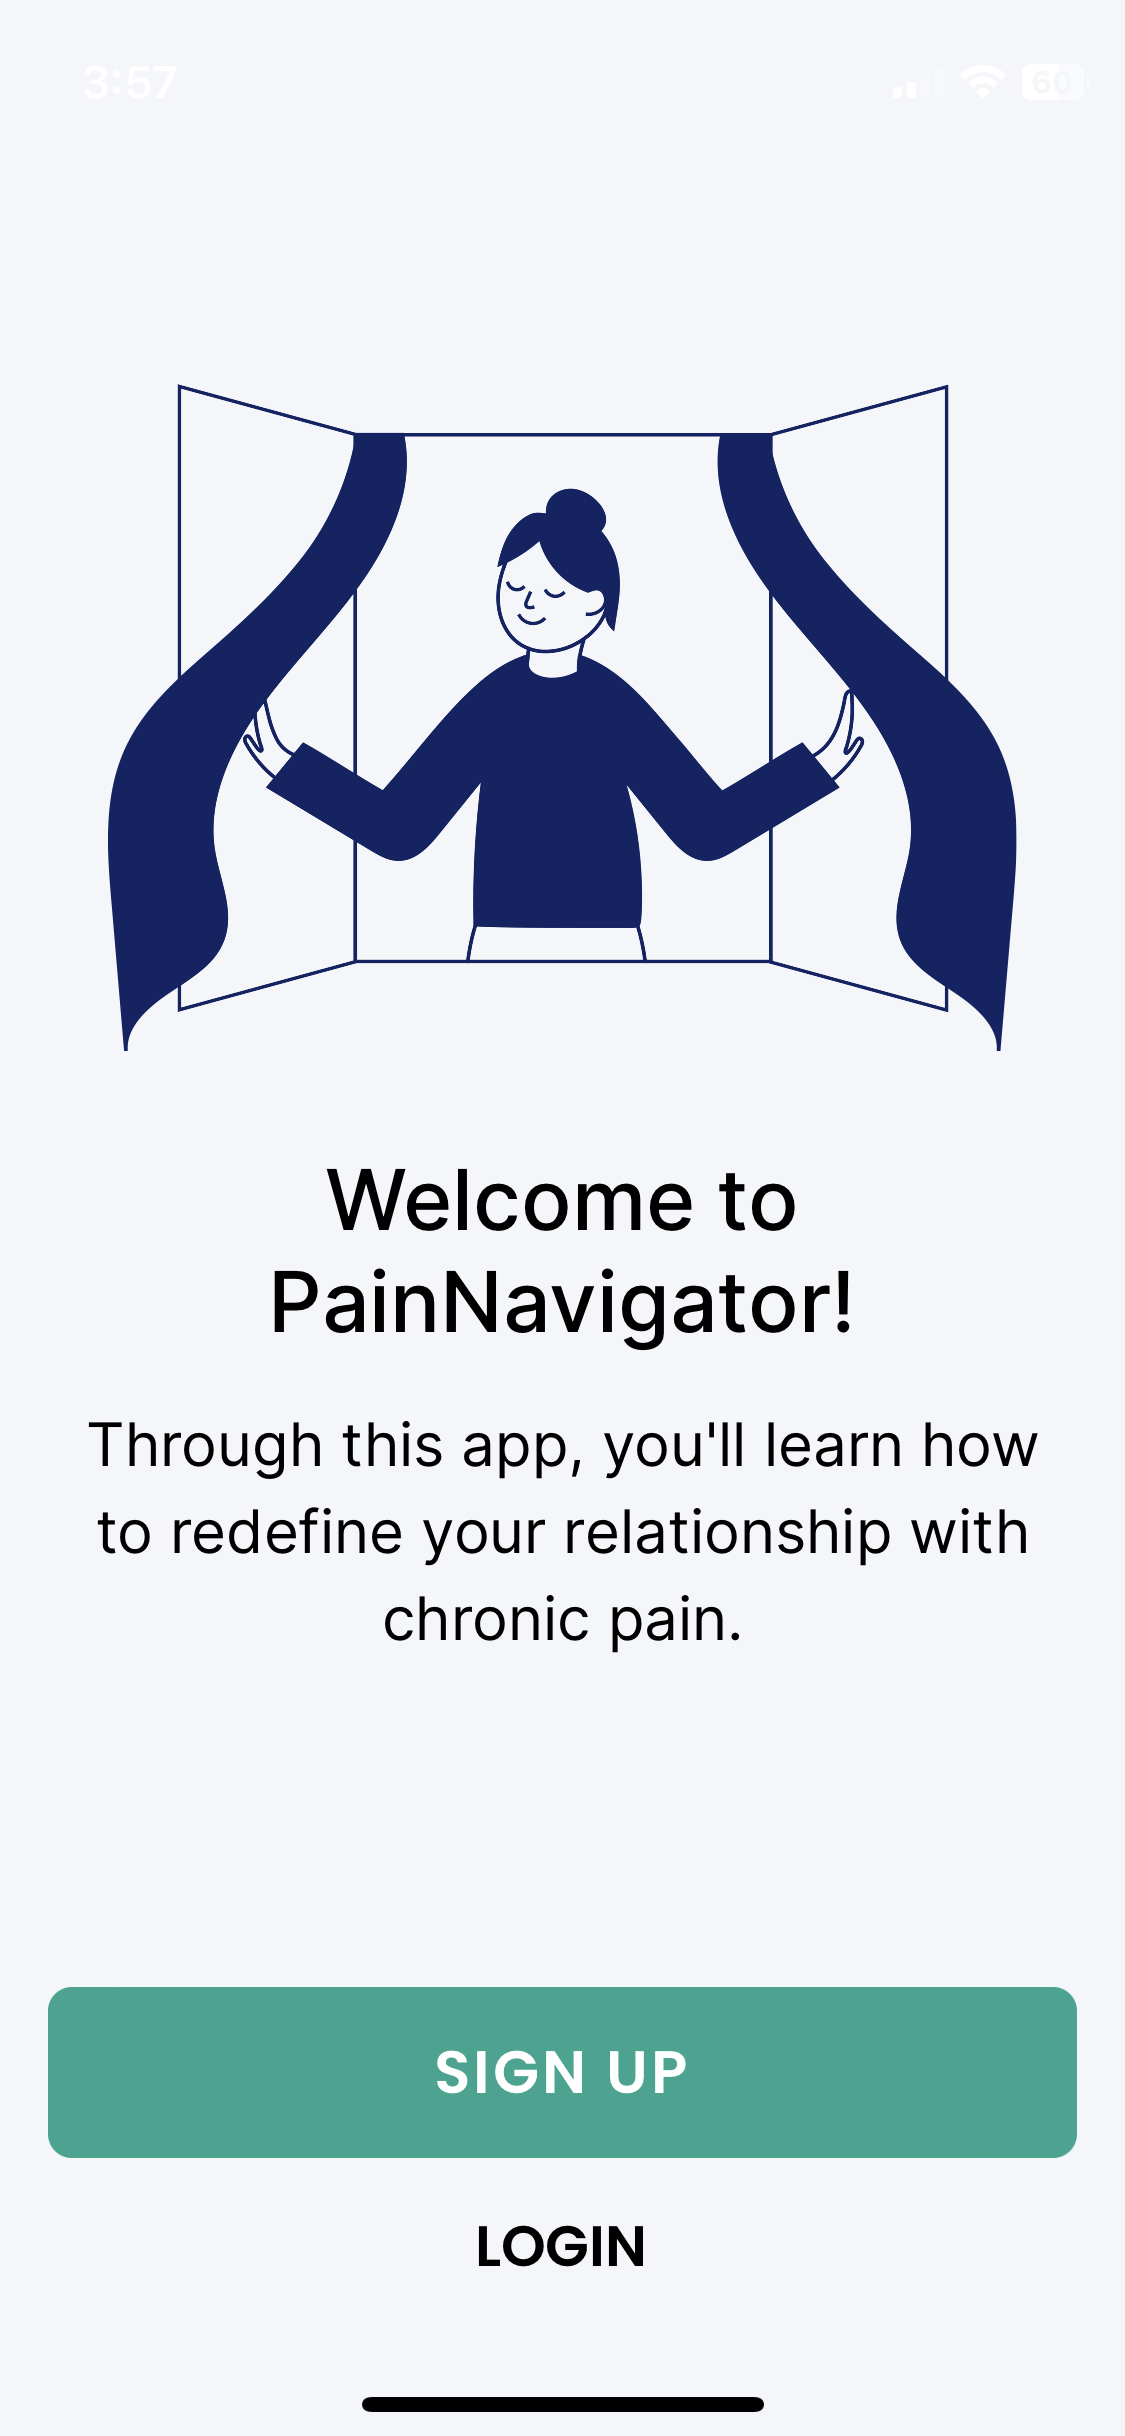 3:57
60
Welcome to
PainNavigator!
Through this app, you'll learn how
to redefine your relationship with
chronic pain.
SIGN UP
LOGIN